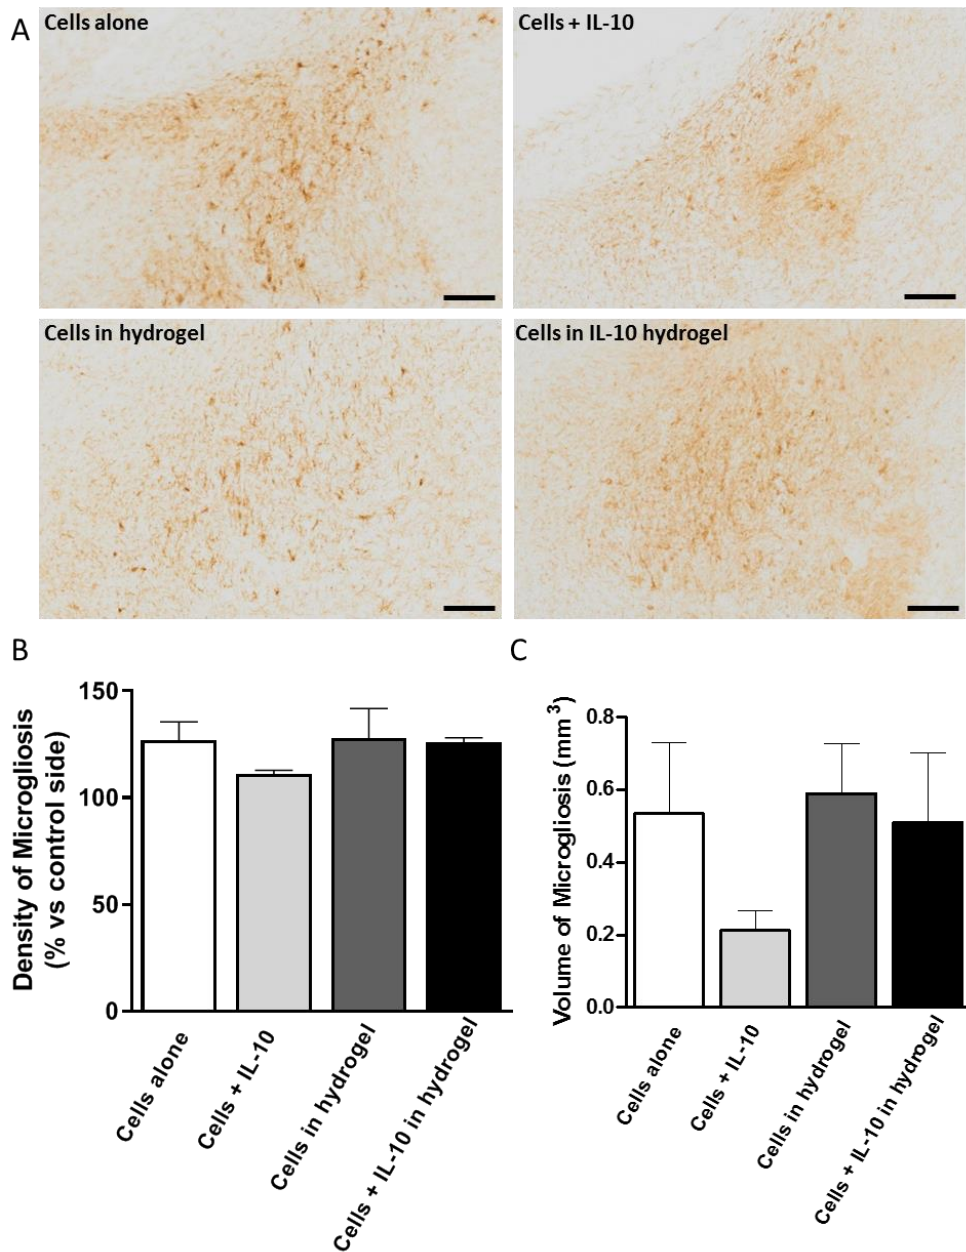 A
Cells alone
Cells + IL-10
Cells in hydrogel
Cells in IL-10 hydrogel
B
Density of Microgliosis
(% vs control side)
150
100
50
0
Cells alone
Cells + IL-10
Cells in hydrogel
Cells + IL-10 in hydrogel
C
Volume of Microgliosis (mm³)
0.8
0.6
0.4
0.2
0.0
Cells alone
Cells + IL-10
Cells in hydrogel
Cells + IL-10 in hydrogel